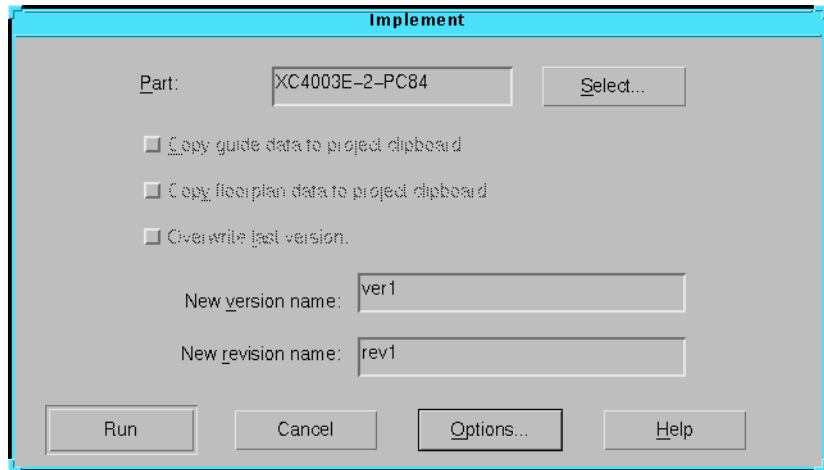 Implement
Part: XC4003E-2-PC84 Select...
Copy guide data to project clipboard
Copy floorplan data to project clipboard
Overwrite last version.
New version name: ver1
New revision name: rev1
Run Cancel Options... Help